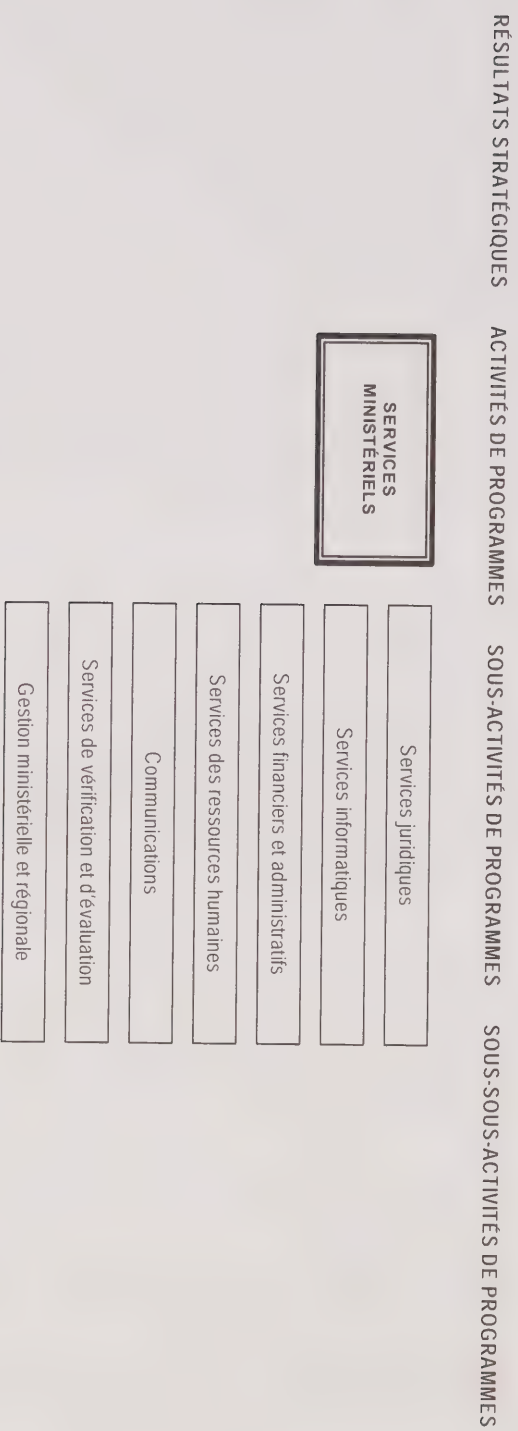 RÉSULTATS STRATÉGIQUES ACTIVITÉS DE PROGRAMMES SOUS-ACTIVITÉS DE PROGRAMMES SOUS-SOUS-ACTIVITÉS DE PROGRAMMES
SERVICES
MINISTÉRIELS
Services juridiques
Services informatiques
Services financiers et administratifs
Services des ressources humaines
Communications
Services de vérification et d'évaluation
Gestion ministérielle et régionale